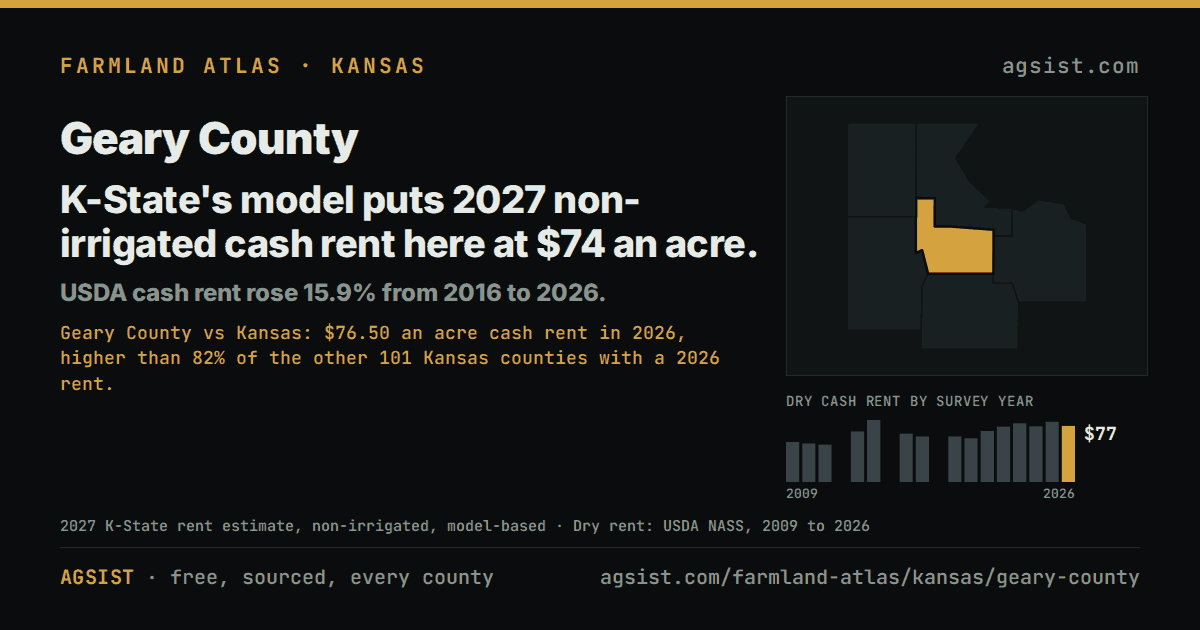 FARMLAND ATLAS · KANSAS
agsist.com
Geary County
K-State's model puts 2027 non-
irrigated cash rent here at $74 an acre.
USDA cash rent rose 15.9% from 2016 to 2026.
Geary County vs Kansas: $76.50 an acre cash rent in 2026,
higher than 82% of the other 101 Kansas counties with a 2026
rent.
DRY CASH RENT BY SURVEY YEAR
$77
2009
2026
2027 K-State rent estimate, non-irrigated, model-based · Dry rent: USDA NASS, 2009 to 2026
AGSIST · free, sourced, every county
agsist.com/farmland-atlas/kansas/geary-county